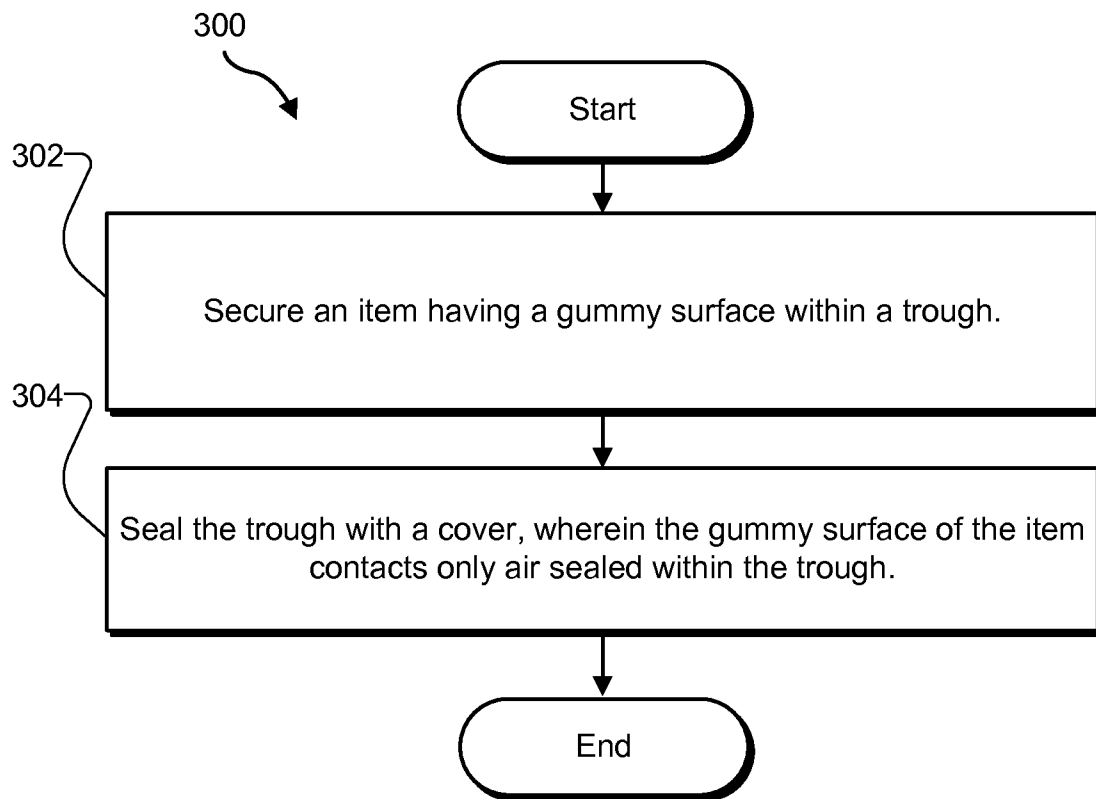 300
Start
302
Secure an item having a gummy surface within a trough.
304
Seal the trough with a cover, wherein the gummy surface of the item
contacts only air sealed within the trough.
End